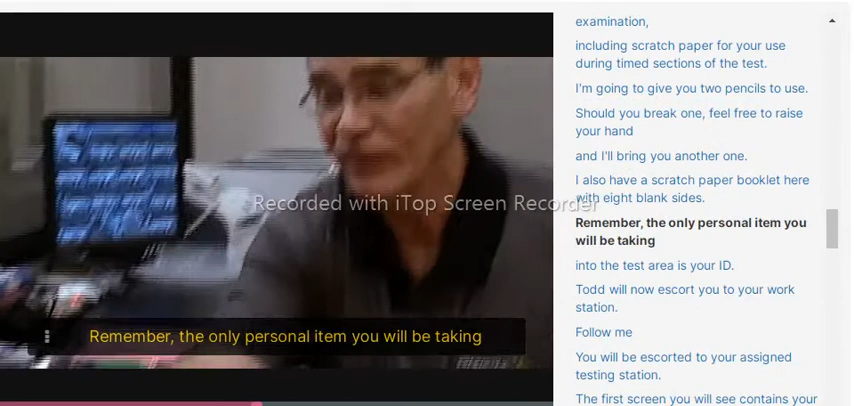 examination,
including scratch paper for your use
during timed sections of the test.
I'm going to give you two pencils to use.
Should you break one, feel free to raise
your hand
and I'll bring you another one.
I also have a scratch paper booklet here
with eight blank sides.
Remember, the only personal item you
will be taking
into the test area is your ID.
Todd will now escort you to your work
station.
Follow me
You will be escorted to your assigned
testing station.
The first screen you will see contains your
Recorded with iTop Screen Recorder
Remember, the only personal item you will be taking